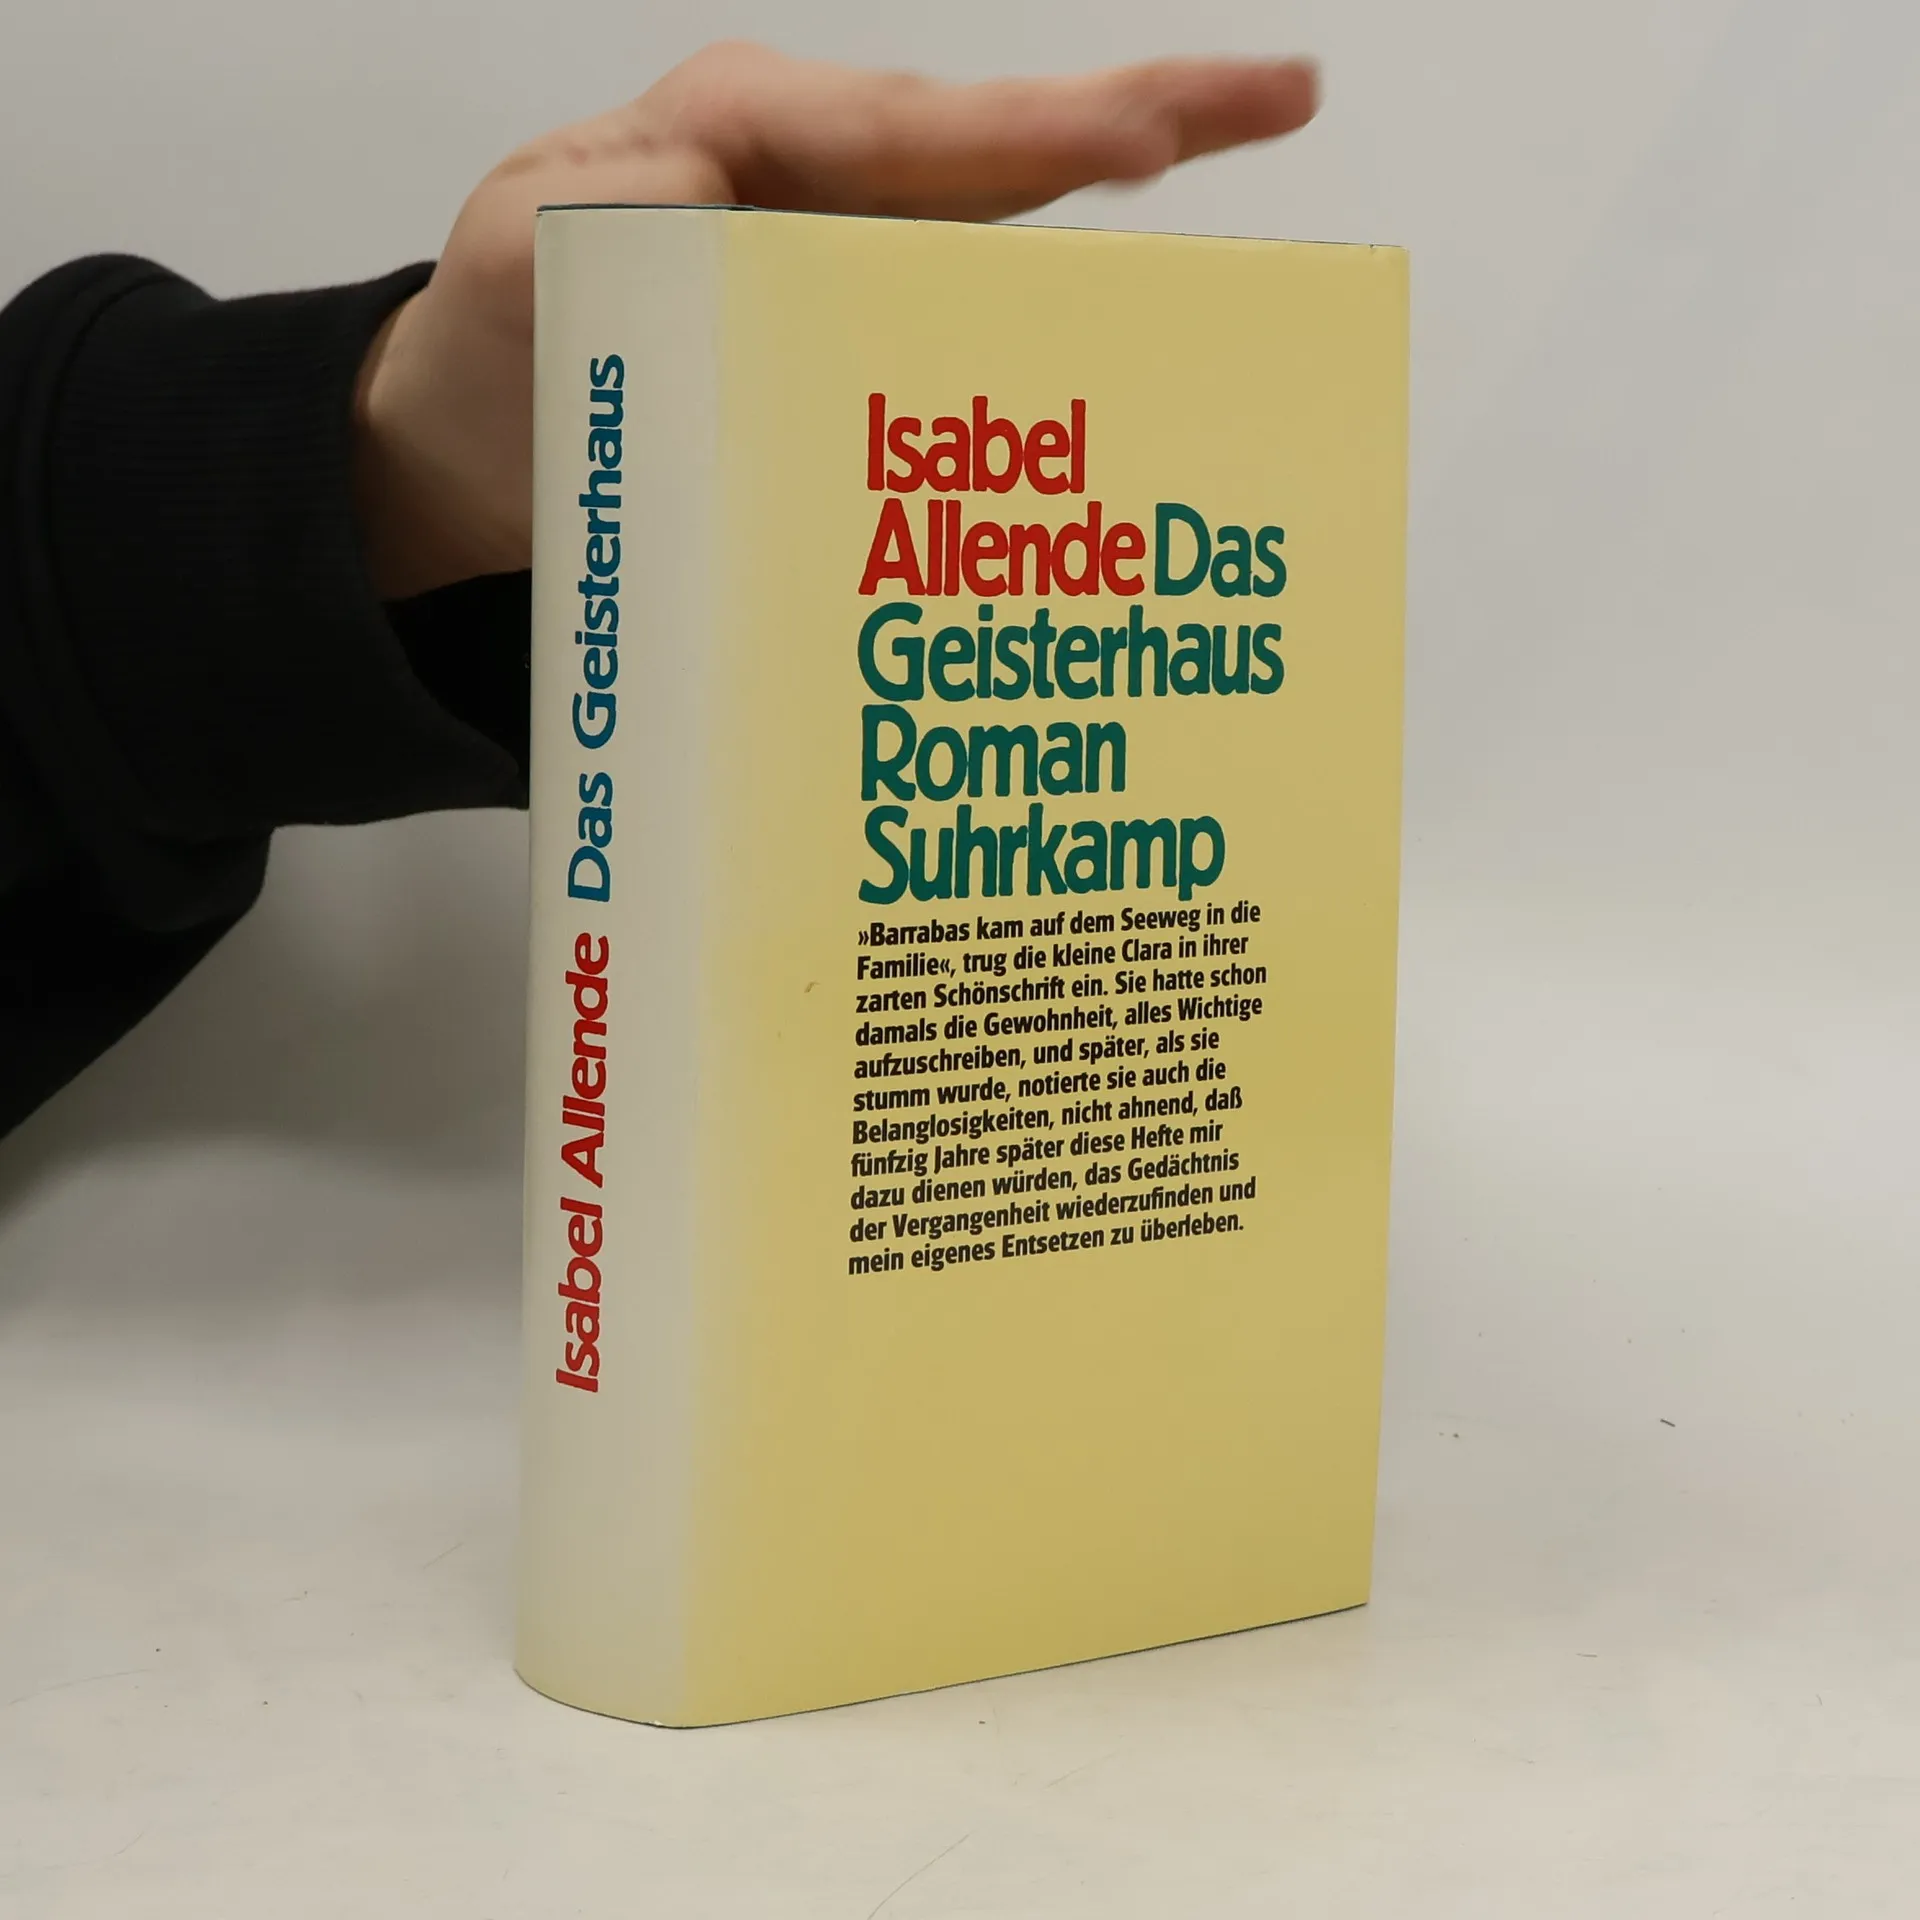 Isabel Allende Das Geisterhaus
Isabel
Allende Das
Geisterhaus
Roman
Suhrkamp
»Barrabas kam auf dem Seeweg in die
Familie«, trug die kleine Clara in ihrer
zarten Schönschrift ein. Sie hatte schon
damals die Gewohnheit, alles Wichtige
aufzuschreiben, und später, als sie
stumm wurde, notierte sie auch die
Belanglosigkeiten, nicht ahnend, daß
fünfzig Jahre später diese Hefte mir
dazu dienen würden, das Gedächtnis
der Vergangenheit wiederzufinden und
mein eigenes Entsetzen zu überleben.